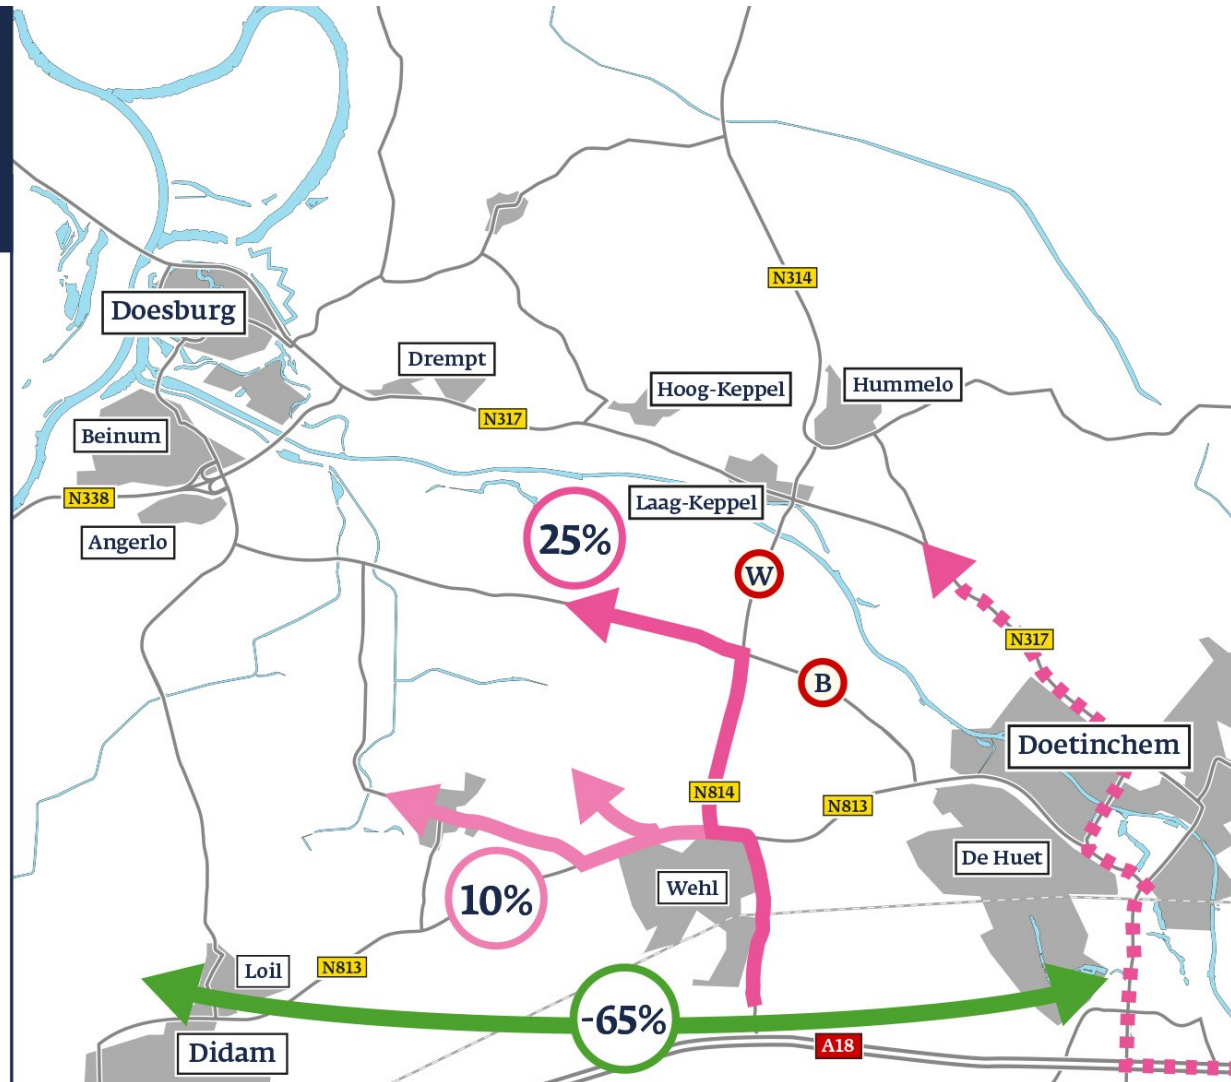 N314
Doesburg
Drempt
Hoog-Keppel
Hummelo
N317
Beinum
N338
Laag-Keppel
Angerlo
25%
W
N317
B
Doetinchem
N814
N813
De Huet
Wehl
10%
Loil
N813
-65%
A18
Didam